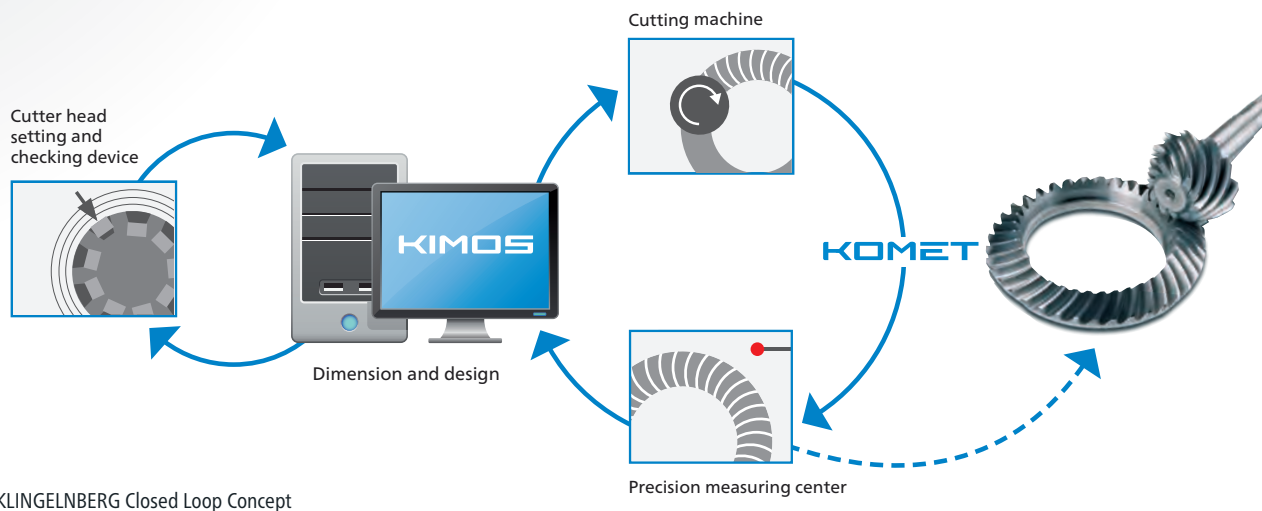 Cutting machine
Cutter head
setting and
checking device
KIMOS
KOMET
Dimension and design
Precision measuring center
KLINGELNBERG Closed Loop Concept